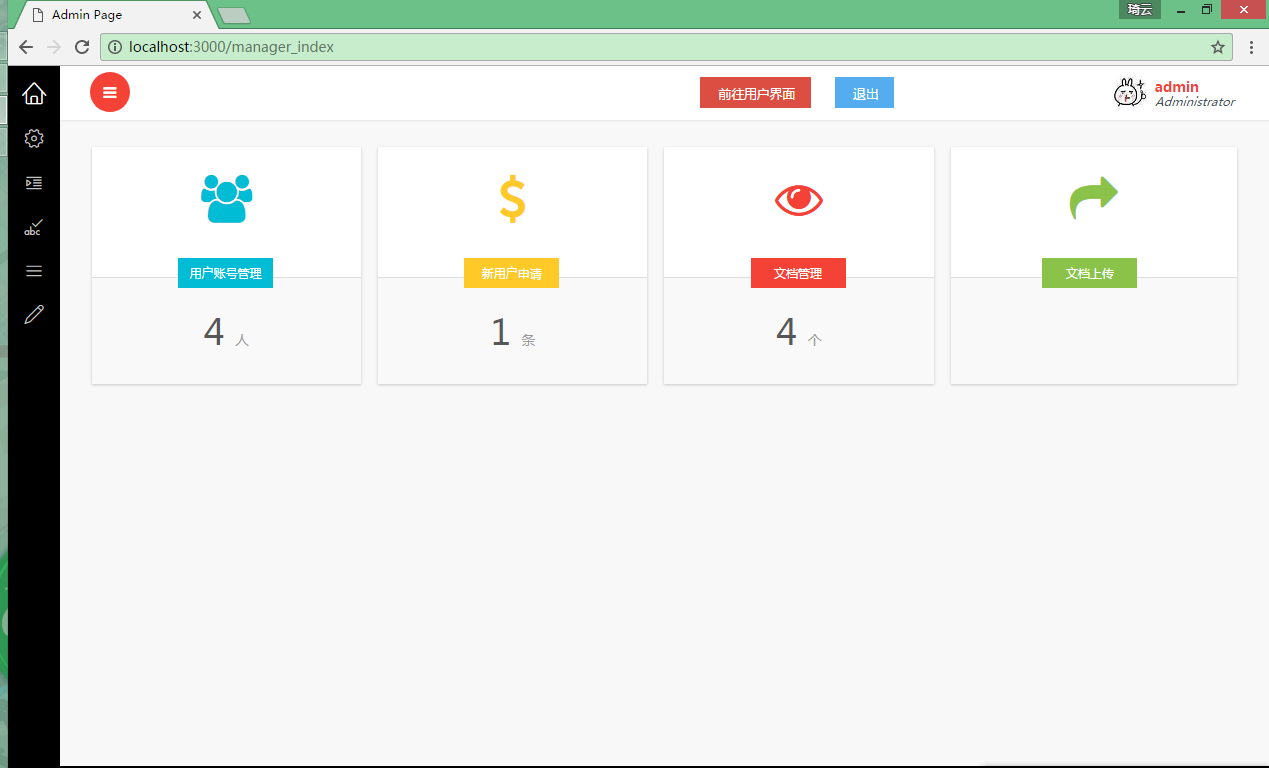 Admin Page
琦云
localhost:3000/manager_index
前往用户界面
退出
admin
Administrator
abc
用户账号管理
新用户申请
文档管理
文档上传
4 人
1 条
4 个